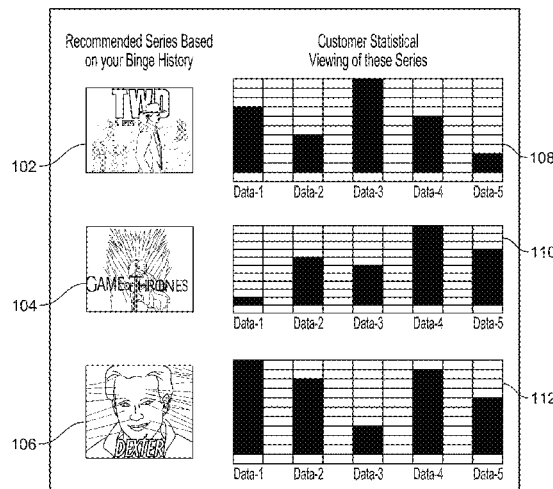 Recommended Series Based
on your Binge History
Customer Statistical
Viewing of these Series
TWD
102
108
Data-1 Data-2 Data-3 Data-4 Data-5
GAME OF THRONES
104
110
Data-1 Data-2 Data-3 Data-4 Data-5
DEXTER
106
112
Data-1 Data-2 Data-3 Data-4 Data-5